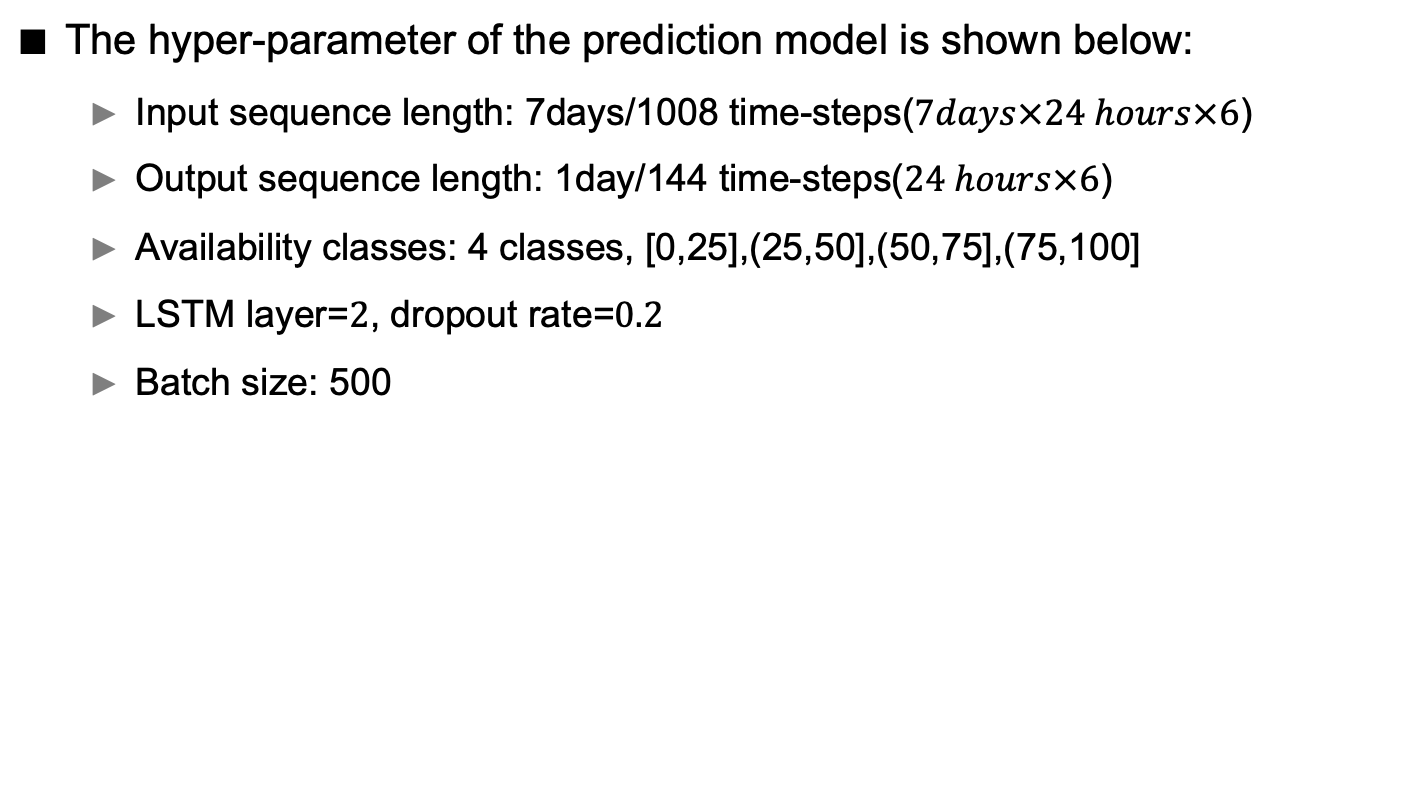 ■ The hyper-parameter of the prediction model is shown below:
► Input sequence length: 7days/1008 time-steps(7days×24 hours×6)
► Output sequence length: 1day/144 time-steps(24 hours×6)
► Availability classes: 4 classes, [0,25],(25,50],(50,75],(75,100]
► LSTM layer=2, dropout rate=0.2
► Batch size: 500